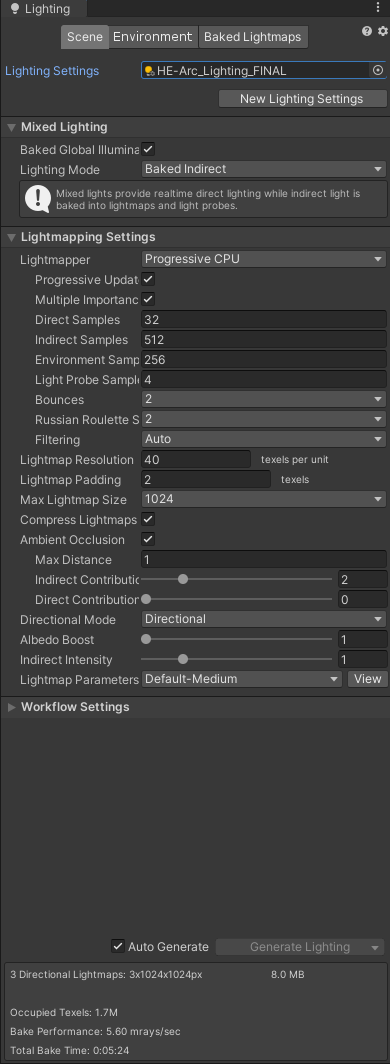 Lighting
Scene Environment Baked Lightmaps
Lighting Settings HE-Arc_Lighting_FINAL
New Lighting Settings
Mixed Lighting
Baked Global Illumina
Lighting Mode Baked Indirect
Mixed lights provide realtime direct lighting while indirect light is
baked into lightmaps and light probes.
Lightmapping Settings
Lightmapper Progressive CPU
Progressive Updat
Multiple Importanc
Direct Samples 32
Indirect Samples 512
Environment Samp 256
Light Probe Sample 4
Bounces 2
Russian Roulette S 2
Filtering Auto
Lightmap Resolution 40 texels per unit
Lightmap Padding 2 texels
Max Lightmap Size 1024
Compress Lightmaps
Ambient Occlusion
Max Distance 1
Indirect Contributio 2
Direct Contribution 0
Directional Mode Directional
Albedo Boost 1
Indirect Intensity 1
Lightmap Parameters Default-Medium View
Workflow Settings
Auto Generate Generate Lighting
3 Directional Lightmaps: 3x1024x1024px 8.0 MB
Occupied Texels: 1.7M
Bake Performance: 5.60 mrays/sec
Total Bake Time: 0:05:24